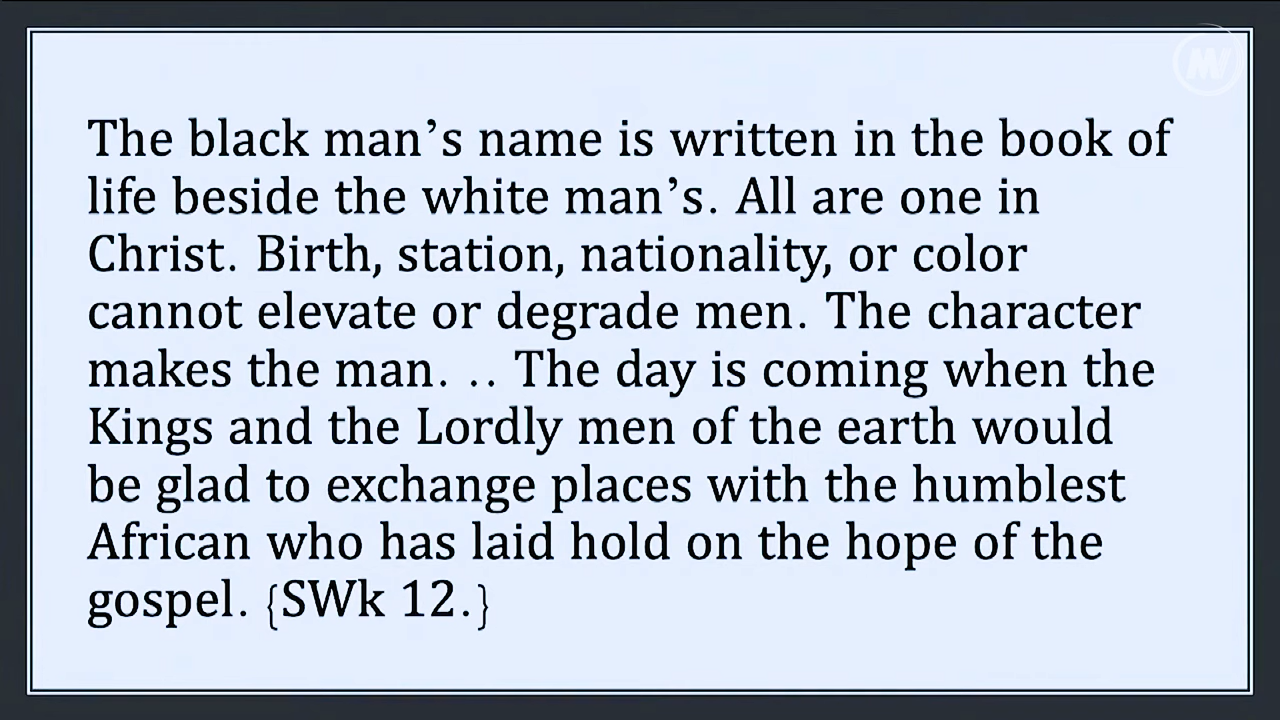 The black man’s name is written in the book of
life beside the white man’s. All are one in
Christ. Birth, station, nationality, or color
cannot elevate or degrade men. The character
makes the man. .. The day is coming when the
Kings and the Lordly men of the earth would
be glad to exchange places with the humblest
African who has laid hold on the hope of the
gospel. {SWk 12.}